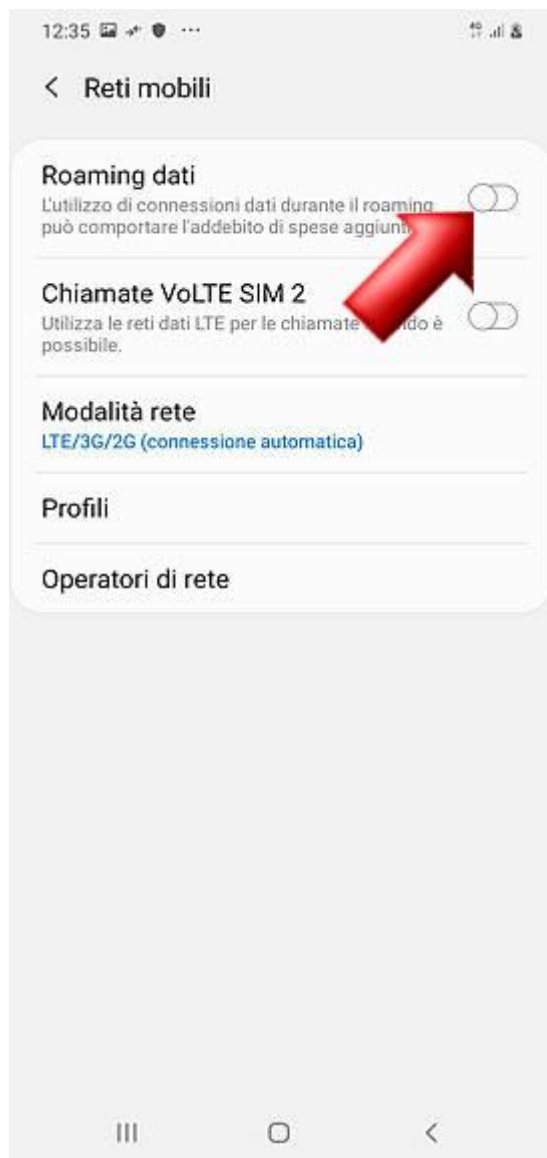 12:35
Reti mobili
Roaming dati
L'utilizzo di connessioni dati durante il roaming
può comportare l'addebito di spese
Chiamate VoLTE SIM 2
Utilizza le reti dati LTE per le chiamate è
possibile.
Modalità rete
LTE/3G/2G (connessione automatica)
Profili
Operatori di rete